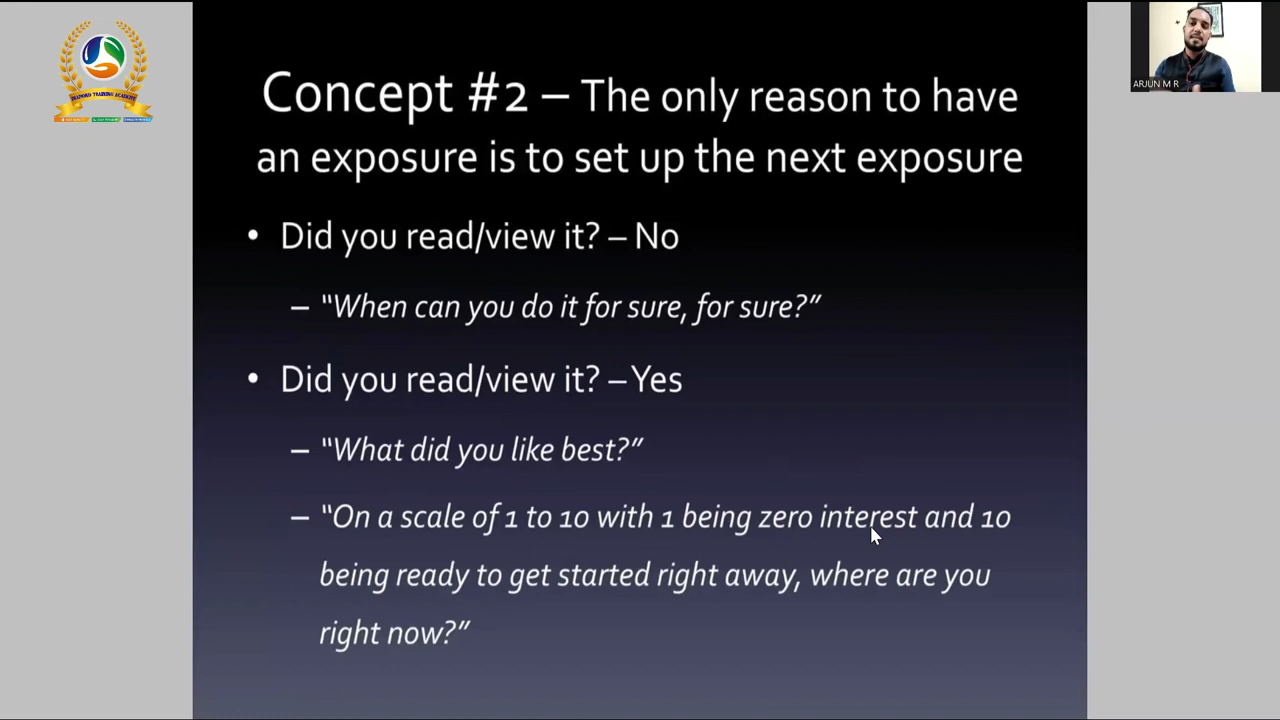 Concept #2 – The only reason to have
an exposure is to set up the next exposure
• Did you read/view it? – No
– “When can you do it for sure, for sure?”
• Did you read/view it? – Yes
– “What did you like best?”
– “On a scale of 1 to 10 with 1 being zero interest and 10
being ready to get started right away, where are you
right now?”
ARJUN M R
DIAMOND TRAINING ACADEMY